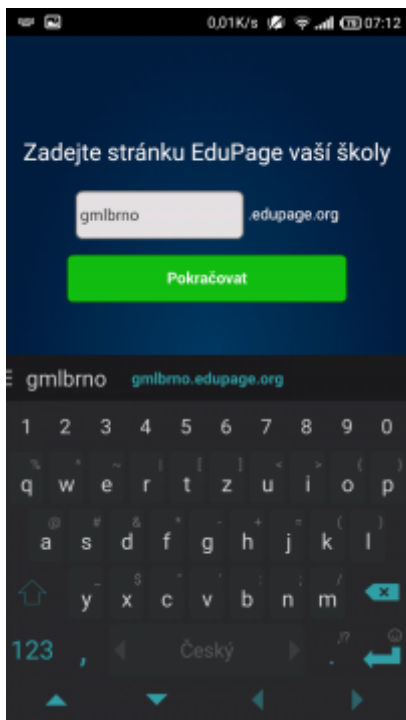 0,01K/s 78 07:12
Zadejte stránku EduPage vaší školy
gmlbrno .edupage.org
Pokračovat
gmlbrno gmlbrno.edupage.org
1 2 3 4 5 6 7 8 9 0
q w e r t z u i o p
a s d f g h j k l
y x c v b n m
123 , Český .